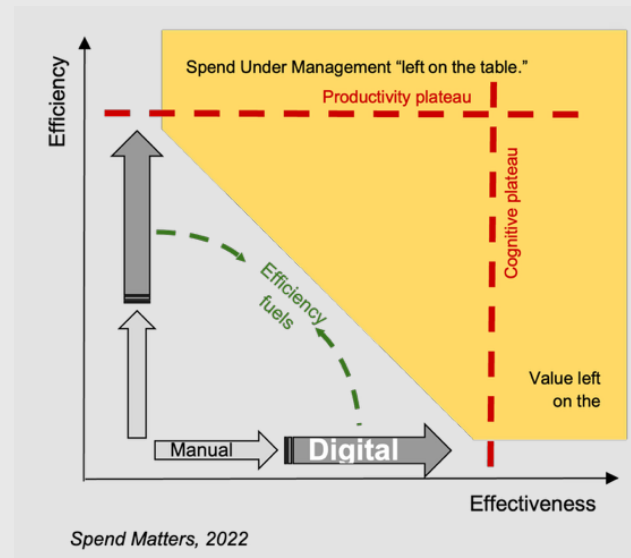 Spend Under Management “left on the table.”
Productivity plateau
Efficiency
Cognitive plateau
Efficiency
fuels
Value left
on the
Manual
Digital
Effectiveness
Spend Matters, 2022